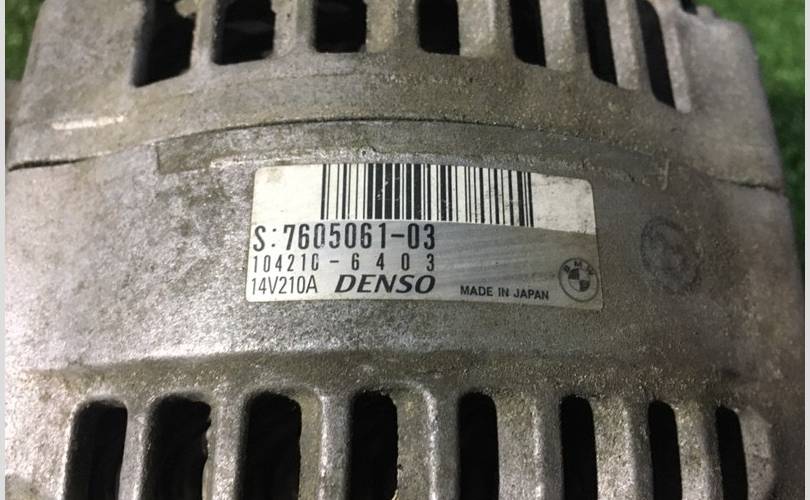 S:7605061-03
104210-6403
14V210A DENSO MADE IN JAPAN BMW